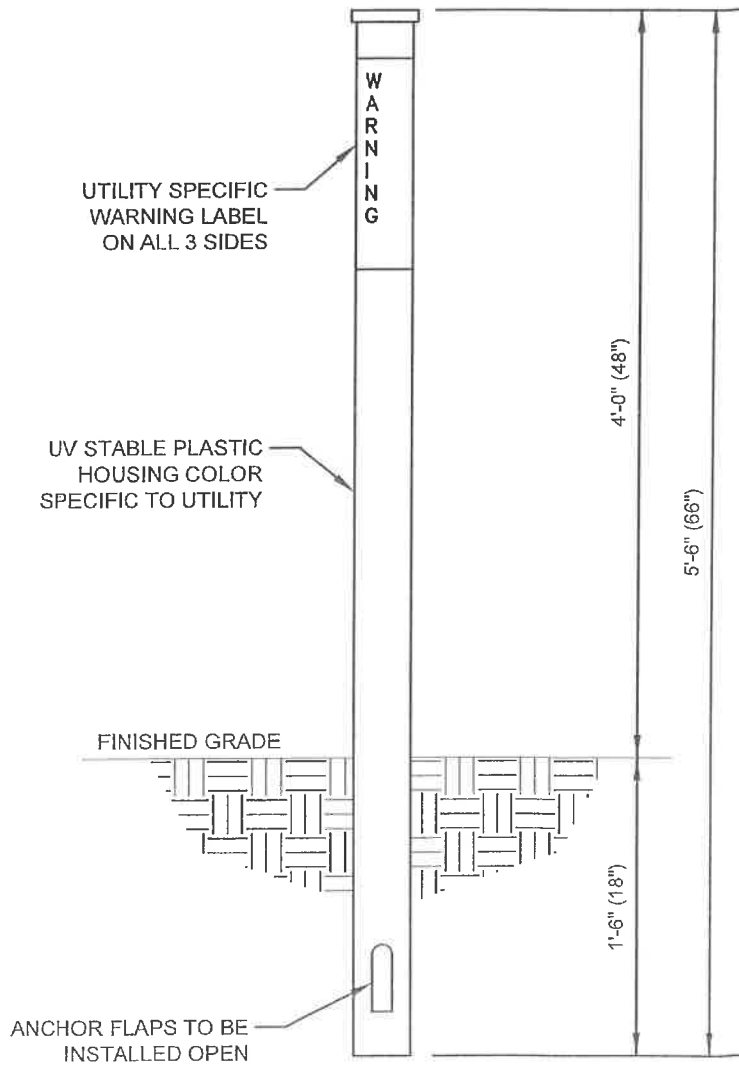 WARNING
UTILITY SPECIFIC
WARNING LABEL
ON ALL 3 SIDES
4'-0" (48")
UV STABLE PLASTIC
HOUSING COLOR
SPECIFIC TO UTILITY
5'-6" (66")
FINISHED GRADE
1'-6" (18")
ANCHOR FLAPS TO BE
INSTALLED OPEN